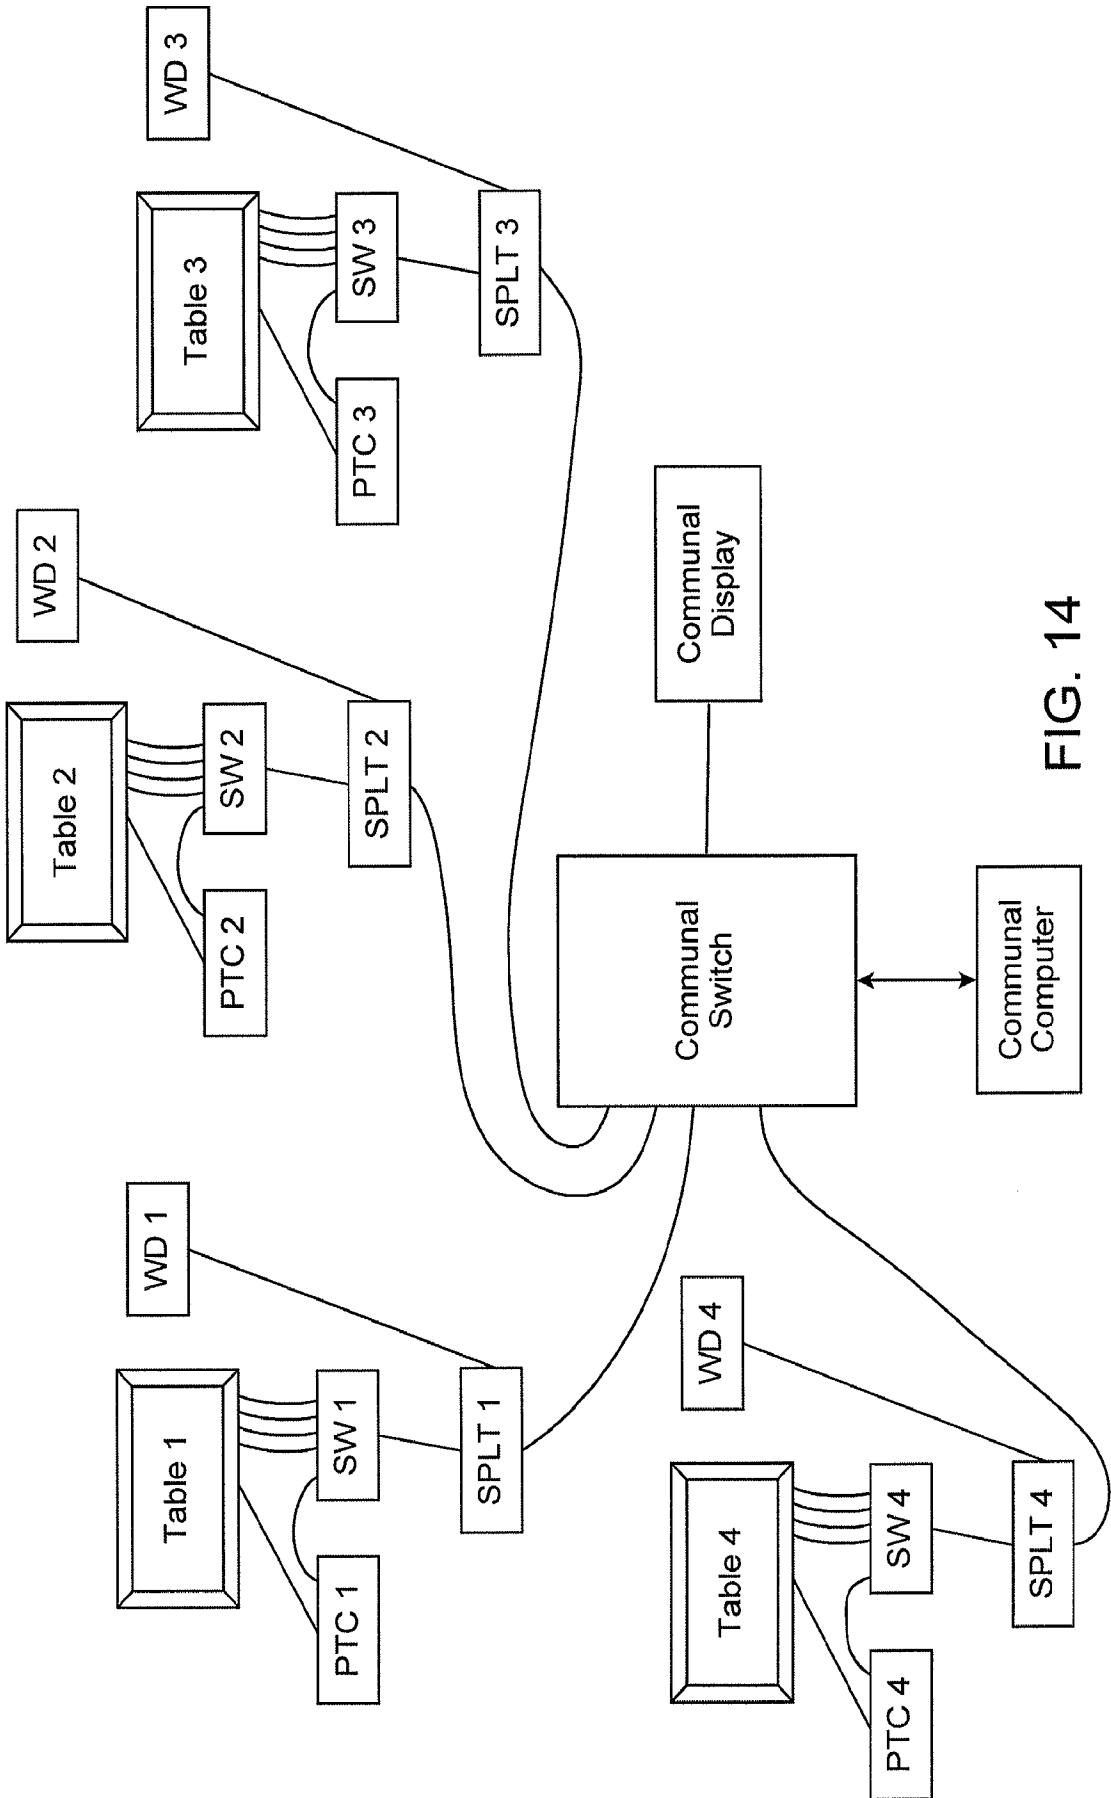 Table 1
WD 1
PTC 1
SW 1
SPLT 1
Table 2
WD 2
PTC 2
SW 2
SPLT 2
Table 3
WD 3
PTC 3
SW 3
SPLT 3
Table 4
WD 4
PTC 4
SW 4
SPLT 4
Communal
Switch
Communal
Display
Communal
Computer
FIG. 14